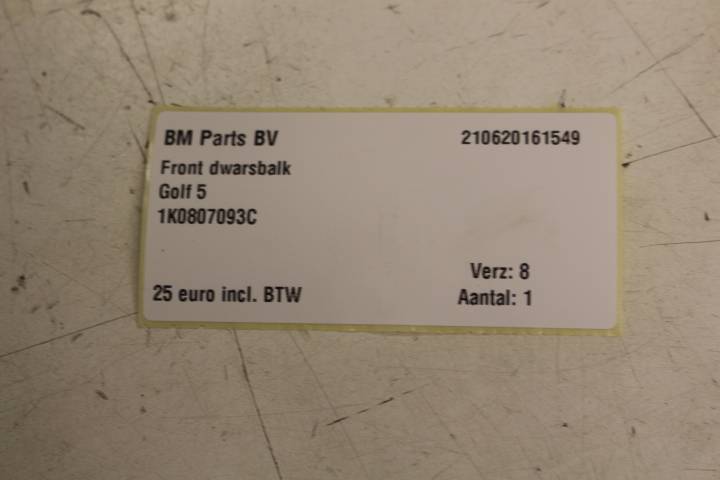 BM Parts BV 210620161549
Front dwarsbalk
Golf 5
1K0807093C
Verz: 8
25 euro incl. BTW Aantal: 1